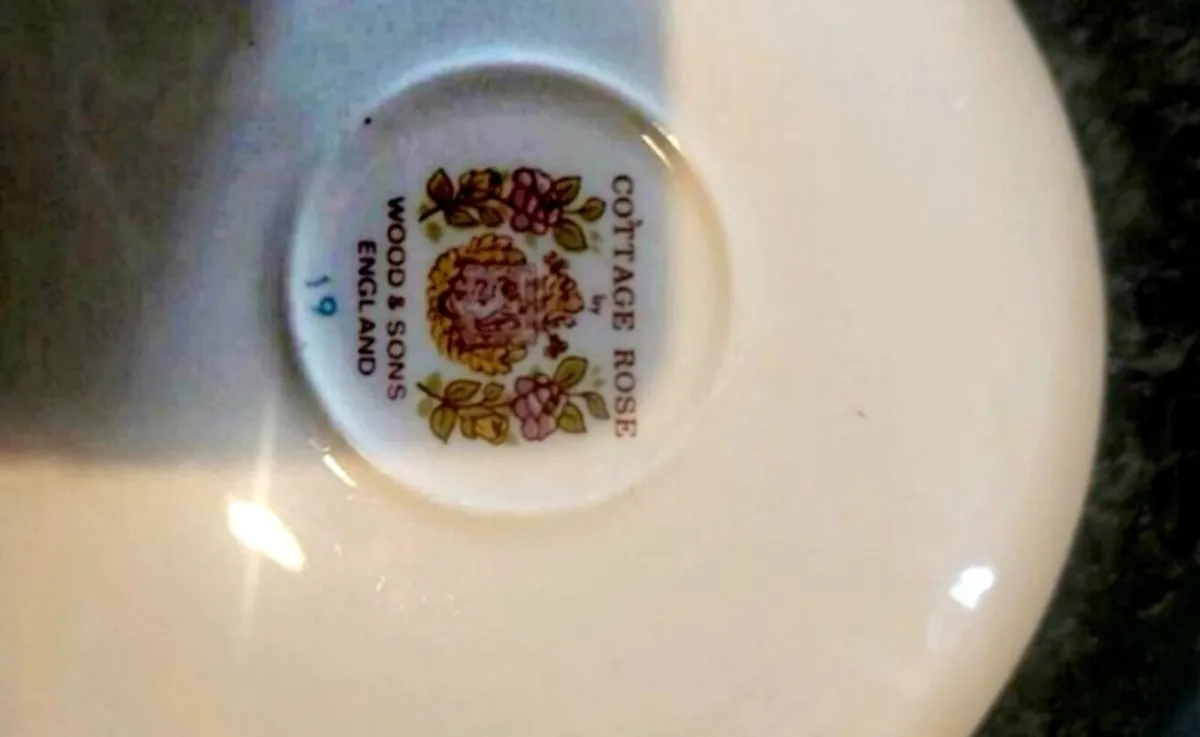 COTTAGE ROSE
by
WOOD & SONS
ENGLAND
19